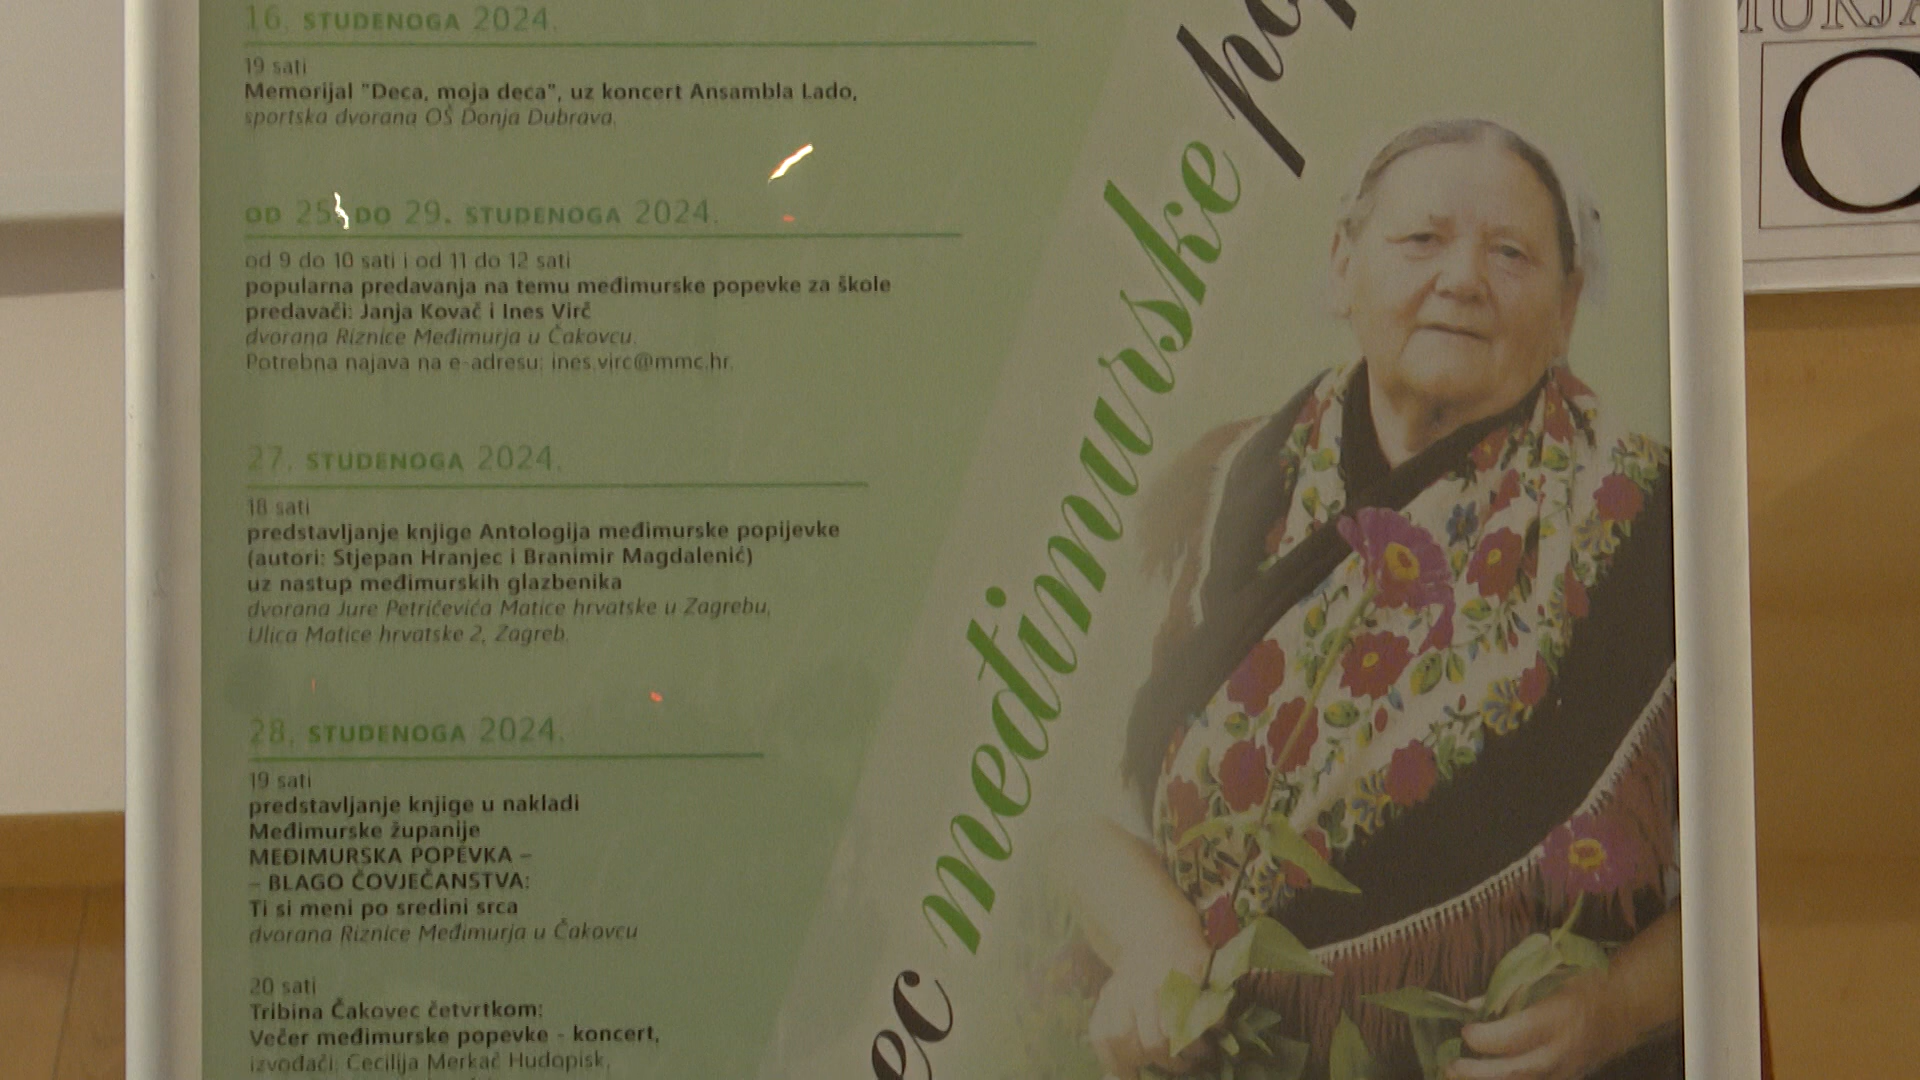 16. STUDENOGA 2024.
19 sati
Memorijal "Deca, moja deca", uz koncert Ansambla Lado,
sportska dvorana OŠ Donja Dubrava.
OD 25. DO 29. STUDENOGA 2024.
od 9 do 10 sati i od 11 do 12 sati
popularna predavanja na temu međimurske popevke za škole
predavači: Janja Kovač i Ines Virč
dvorana Riznice Međimurja u Čakovcu.
Potrebna najava na e-adresu: ines.virc@mmc.hr.
27. STUDENOGA 2024.
18 sati
predstavljanje knjige Antologija međimurske popijevke
(autori: Stjepan Hranjec i Branimir Magdalenić)
uz nastup međimurskih glazbenika
dvorana Jure Petričevića Matice hrvatske u Zagrebu,
Ulica Matice hrvatske 2, Zagreb.
28. STUDENOGA 2024.
19 sati
predstavljanje knjige u nakladi
Međimurske županije
MEĐIMURSKA POPEVKA –
– BLAGO ČOVJEČANSTVA:
Ti si meni po sredini srca
dvorana Riznice Međimurja u Čakovcu
20 sati
Tribina Čakovec četvrtkom:
Večer međimurske popevke - koncert,
izvođači: Cecilija Merkač Hudopisk,
ec međimurske po